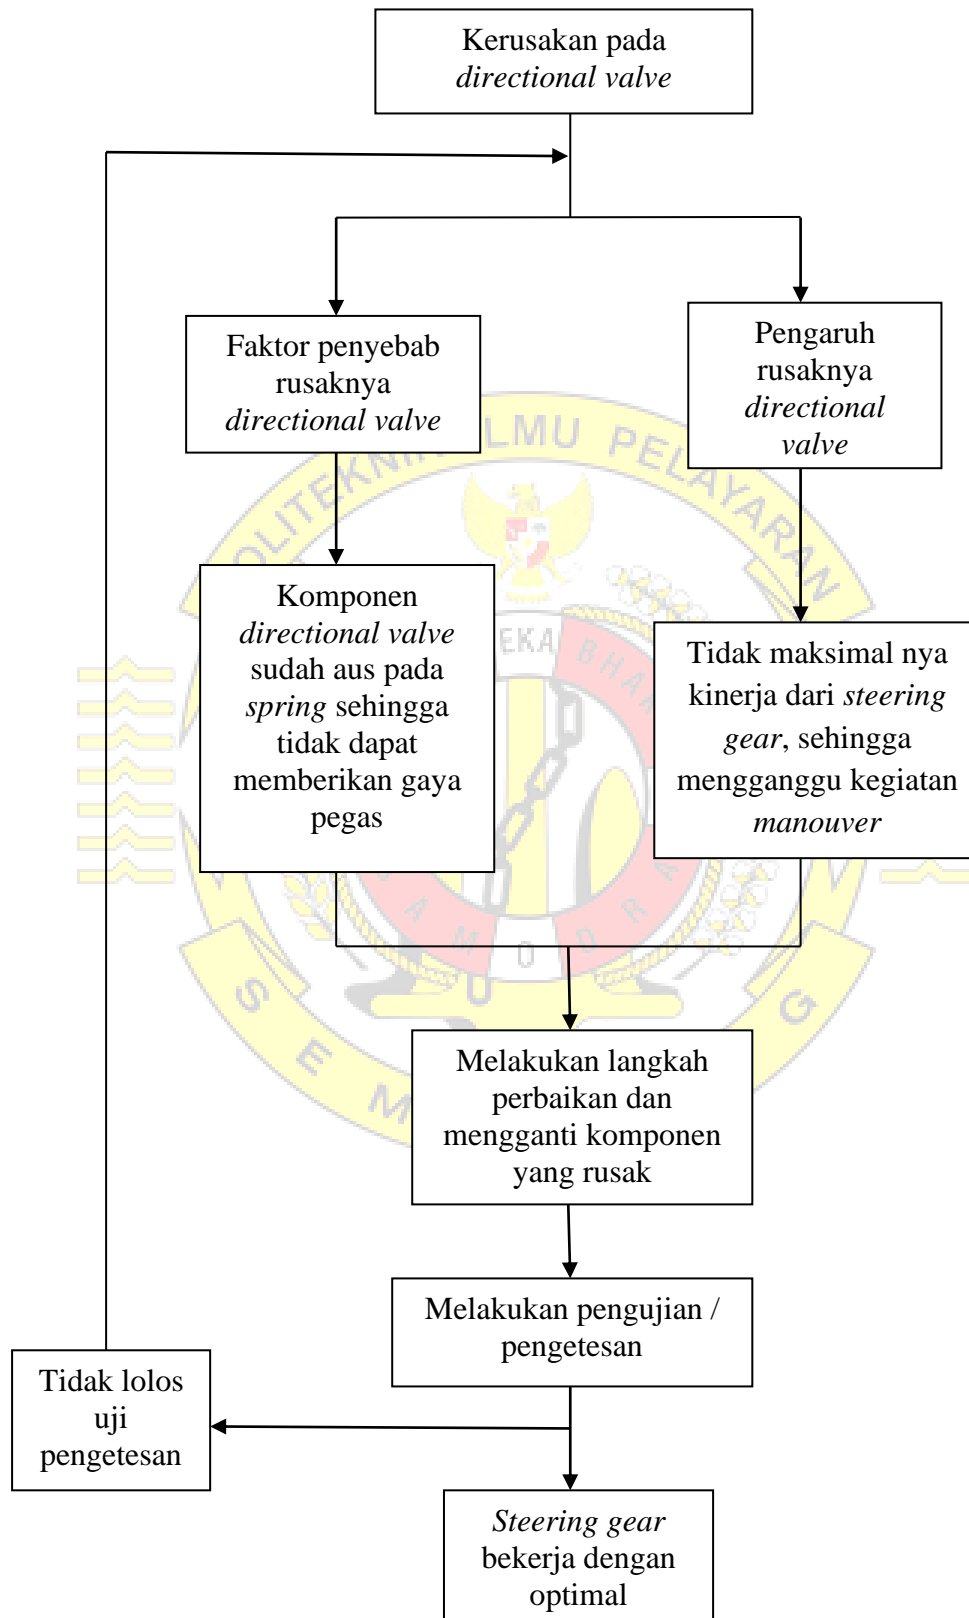 Kerusakan pada
directional valve
Faktor penyebab
rusaknya
directional valve
Pengaruh
rusaknya
directional
valve
Komponen
directional valve
sudah aus pada
spring sehingga
tidak dapat
memberikan gaya
pegas
Tidak maksimal nya
kinerja dari steering
gear, sehingga
mengganggu kegiatan
manouver
Melakukan langkah
perbaikan dan
mengganti komponen
yang rusak
Melakukan pengujian /
pengetesan
Tidak lolos
uji
pengetesan
Steering gear
bekerja dengan
optimal
ILMU PELAYARAN